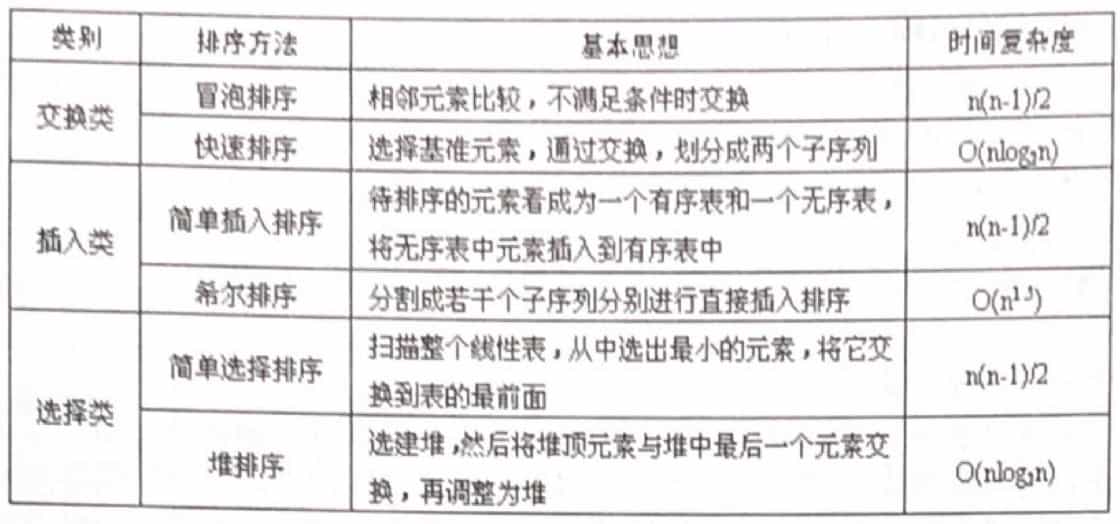 类别 排序方法 基本思想 时间复杂度
交换类
冒泡排序 相邻元素比较，不满足条件时交换 n(n-1)/2
快速排序 选择基准元素，通过交换，划分成两个子序列 O(nlog₂n)
插入类
简单插入排序 待排序的元素看成为一个有序表和一个无序表，
将无序表中元素插入到有序表中 n(n-1)/2
希尔排序 分割成若干个子序列分别进行直接插入排序 O(n¹·⁵)
选择类
简单选择排序 扫描整个线性表，从中选出最小的元素，将它交
换到表的最前面 n(n-1)/2
堆排序 选建堆，然后将堆顶元素与堆中最后一个元素交
换，再调整为堆 O(nlog₂n)